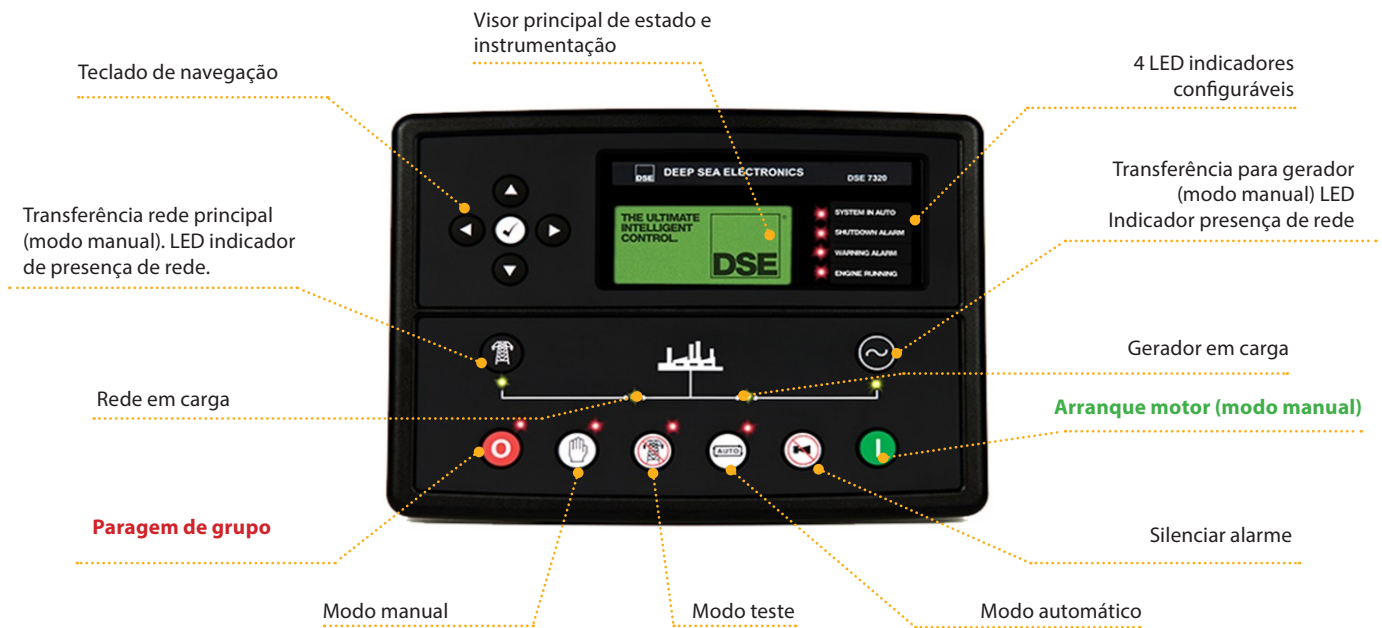 Visor principal de estado e
instrumentação
Teclado de navegação
4 LED indicadores
configuráveis
Transferência para gerador
(modo manual) LED
Indicador presença de rede
Transferência rede principal
(modo manual). LED indicador
de presença de rede.
DSE DEEP SEA ELECTRONICS DSE 7320
THE ULTIMATE
INTELLIGENT
CONTROL.
DSE
SYSTEM IN AUTO
SHUTDOWN ALARM
WARNING ALARM
ENGINE RUNNING
Gerador em carga
Rede em carga
Arranque motor (modo manual)
O
AUTO
I
Paragem de grupo
Silenciar alarme
Modo manual
Modo teste
Modo automático